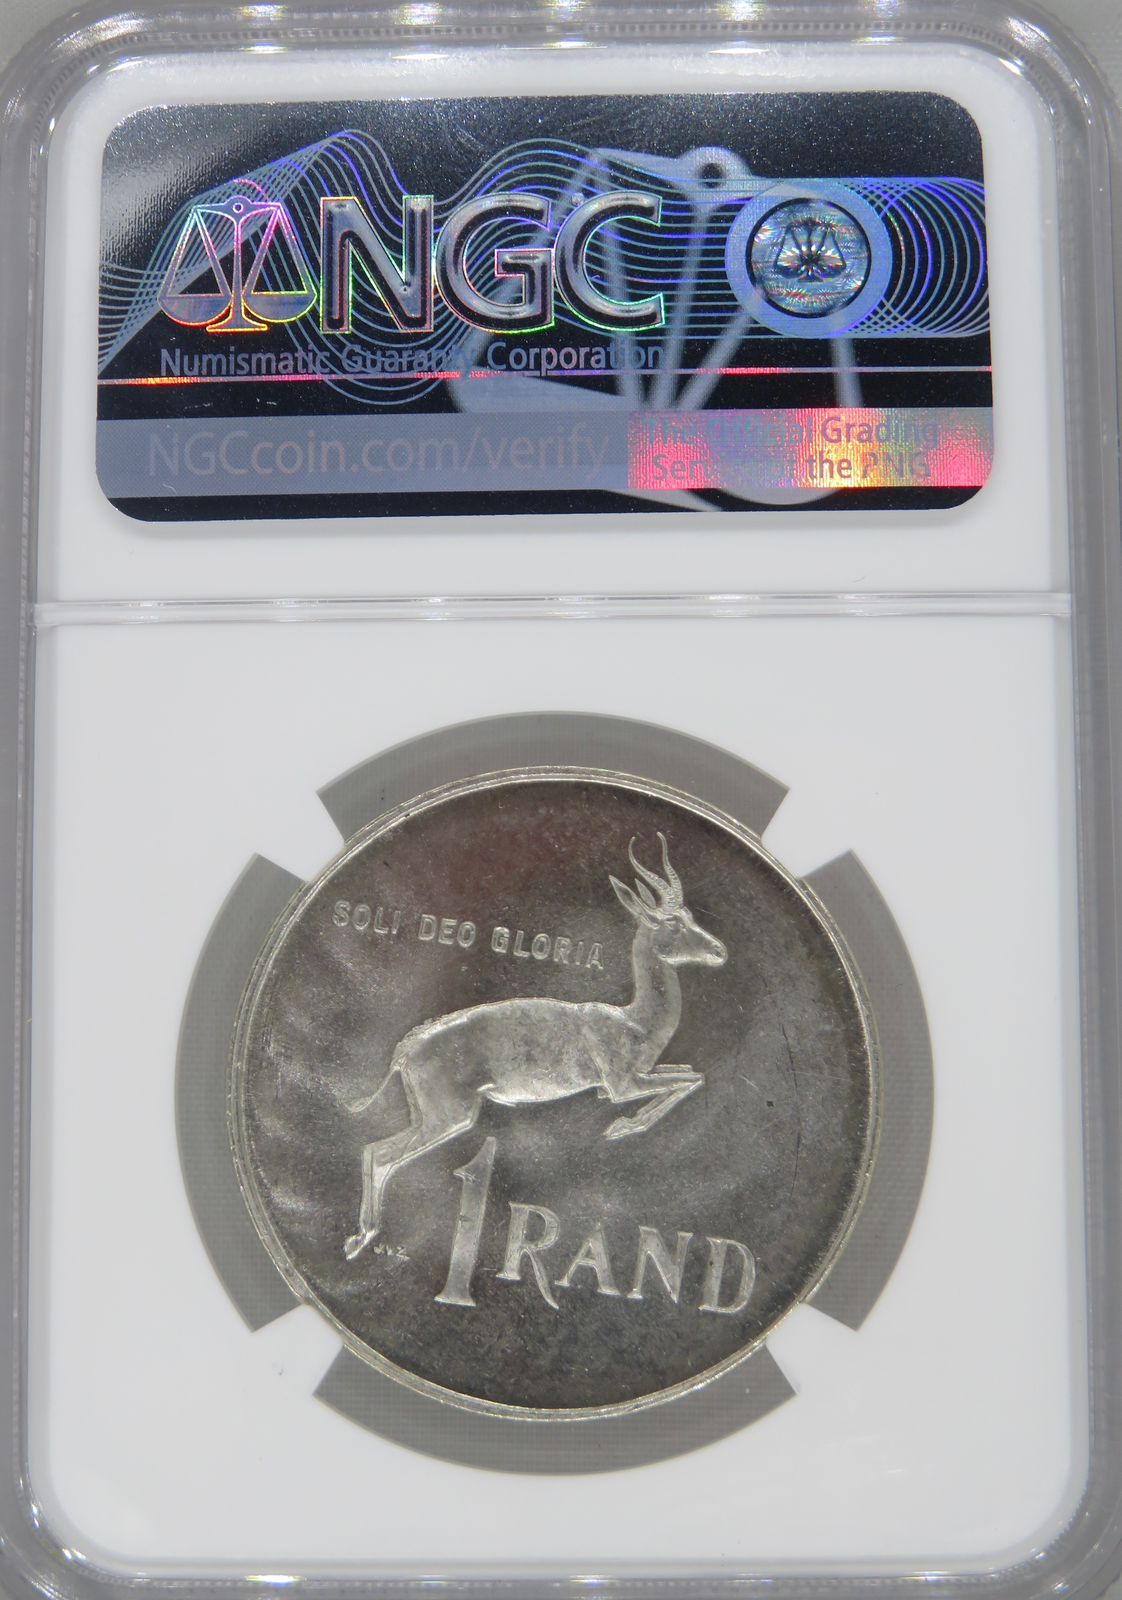 NGC
Numismatic Guaranty Corporation
NGCcoin.com/verify
The Official Grading
Service of the PNG
SOLI DEO GLORIA
J.V.Z.
1 RAND